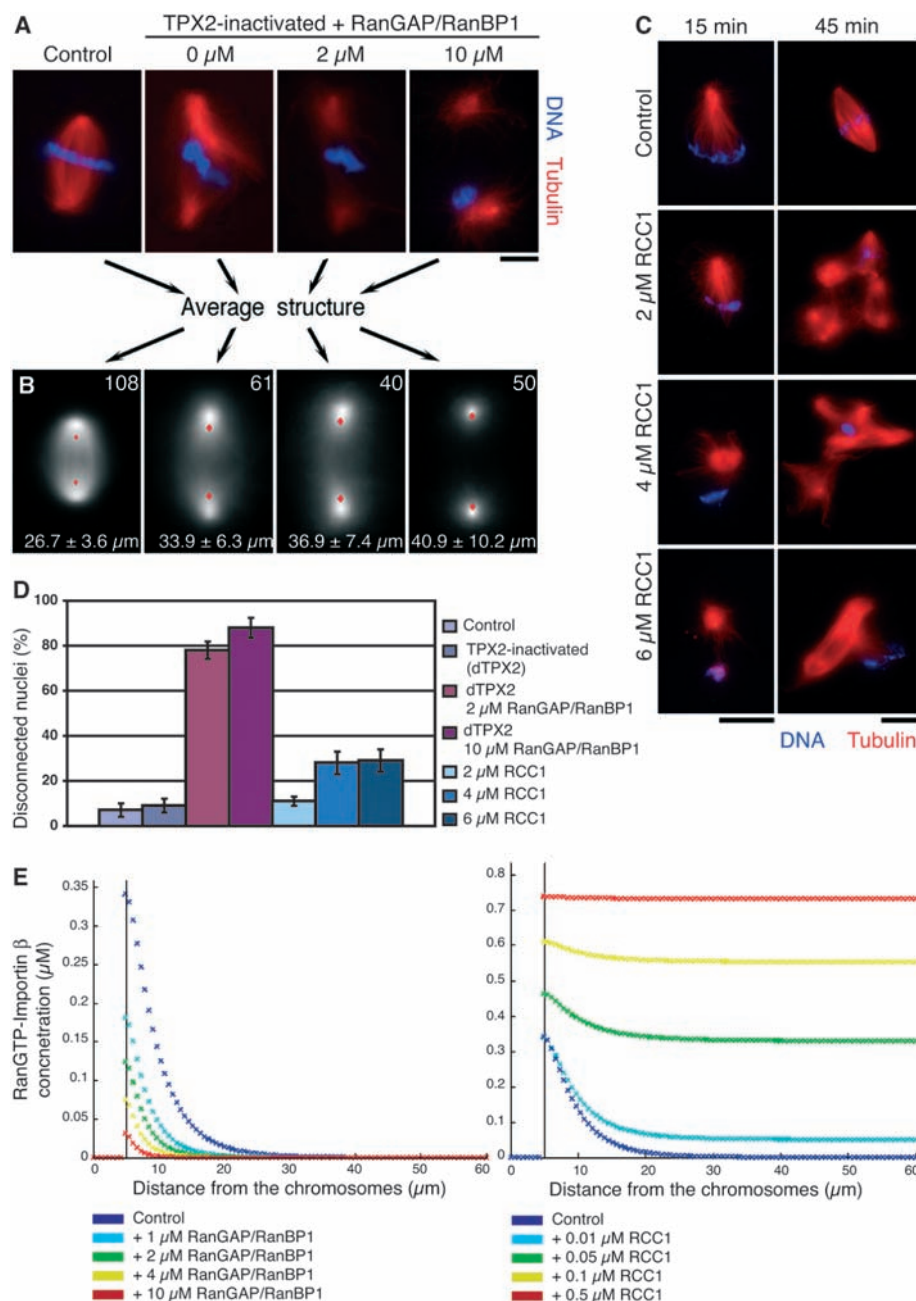 A
TPX2-inactivated + RanGAP/RanBP1
Control
0 µM
2 µM
10 µM
DNA Tubulin
Average structure
B
108
61
40
50
26.7 ± 3.6 µm
33.9 ± 6.3 µm
36.9 ± 7.4 µm
40.9 ± 10.2 µm
C
15 min
45 min
Control
2 µM RCC1
4 µM RCC1
6 µM RCC1
DNA Tubulin
D
Disconnected nuclei (%)
100
80
60
40
20
0
Control
TPX2-inactivated
(dTPX2)
dTPX2
2 µM RanGAP/RanBP1
dTPX2
10 µM RanGAP/RanBP1
2 µM RCC1
4 µM RCC1
6 µM RCC1
E
RanGTP-Importin β
concnetration (µM)
0.35
0.3
0.25
0.2
0.15
0.1
0.05
0
0 10 20 30 40 50 60
Distance from the chromosomes (µm)
Control
+ 1 µM RanGAP/RanBP1
+ 2 µM RanGAP/RanBP1
+ 4 µM RanGAP/RanBP1
+ 10 µM RanGAP/RanBP1
0.8
0.7
0.6
0.5
0.4
0.3
0.2
0.1
0
0 10 20 30 40 50 60
Distance from the chromosomes (µm)
Control
+ 0.01 µM RCC1
+ 0.05 µM RCC1
+ 0.1 µM RCC1
+ 0.5 µM RCC1